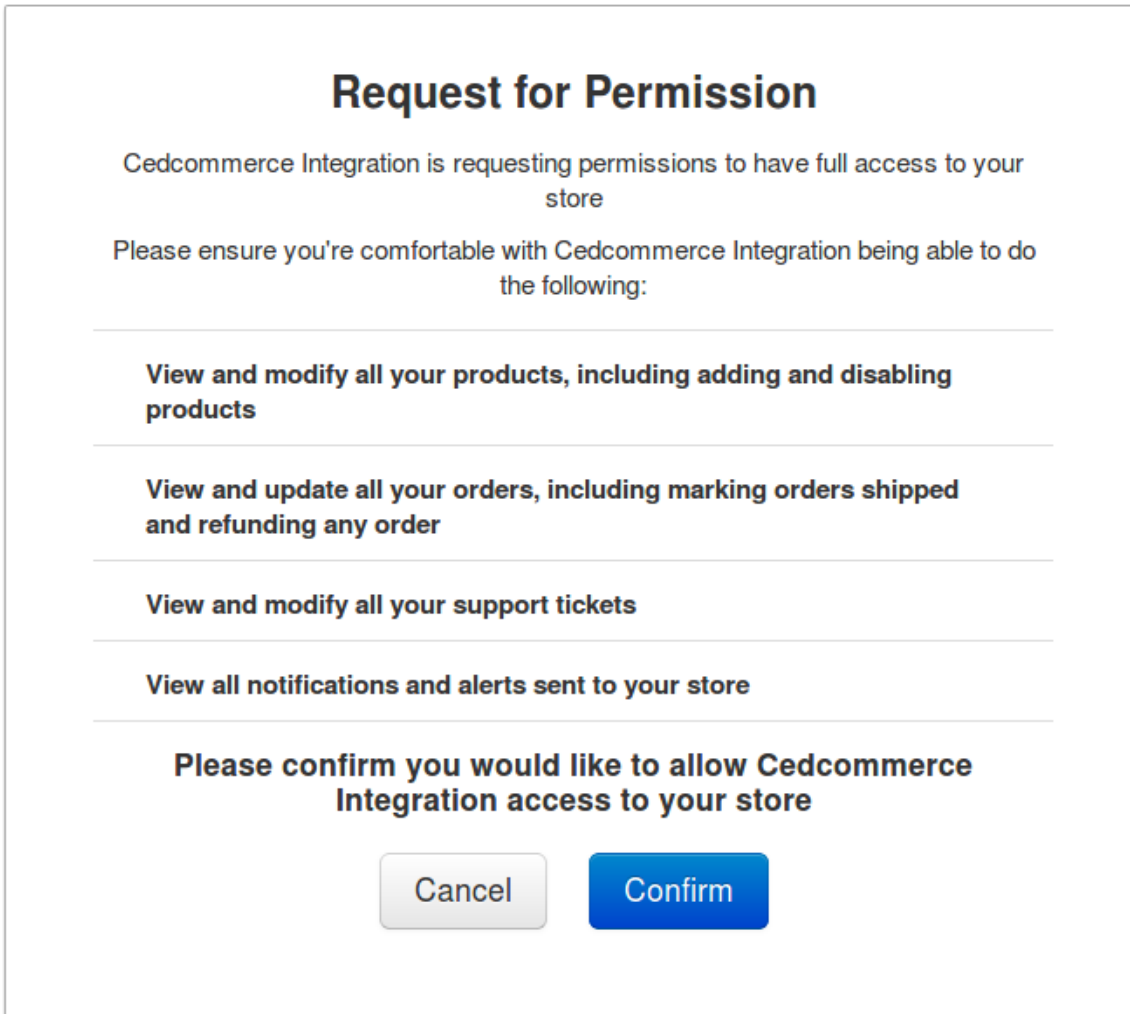 Request for Permission
Cedcommerce Integration is requesting permissions to have full access to your
store
Please ensure you're comfortable with Cedcommerce Integration being able to do
the following:
View and modify all your products, including adding and disabling
products
View and update all your orders, including marking orders shipped
and refunding any order
View and modify all your support tickets
View all notifications and alerts sent to your store
Please confirm you would like to allow Cedcommerce
Integration access to your store
Cancel Confirm